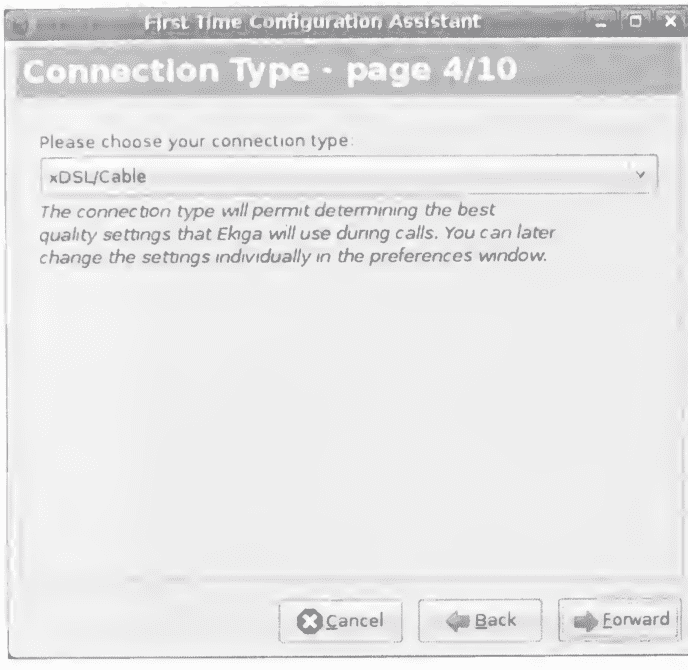 First Time Configuration Assistant
Connection Type - page 4/10
Please choose your connection type:
xDSL/Cable
The connection type will permit determining the best
quality settings that Ekiga will use during calls. You can later
change the settings individually in the preferences window.
Cancel
Back
Forward